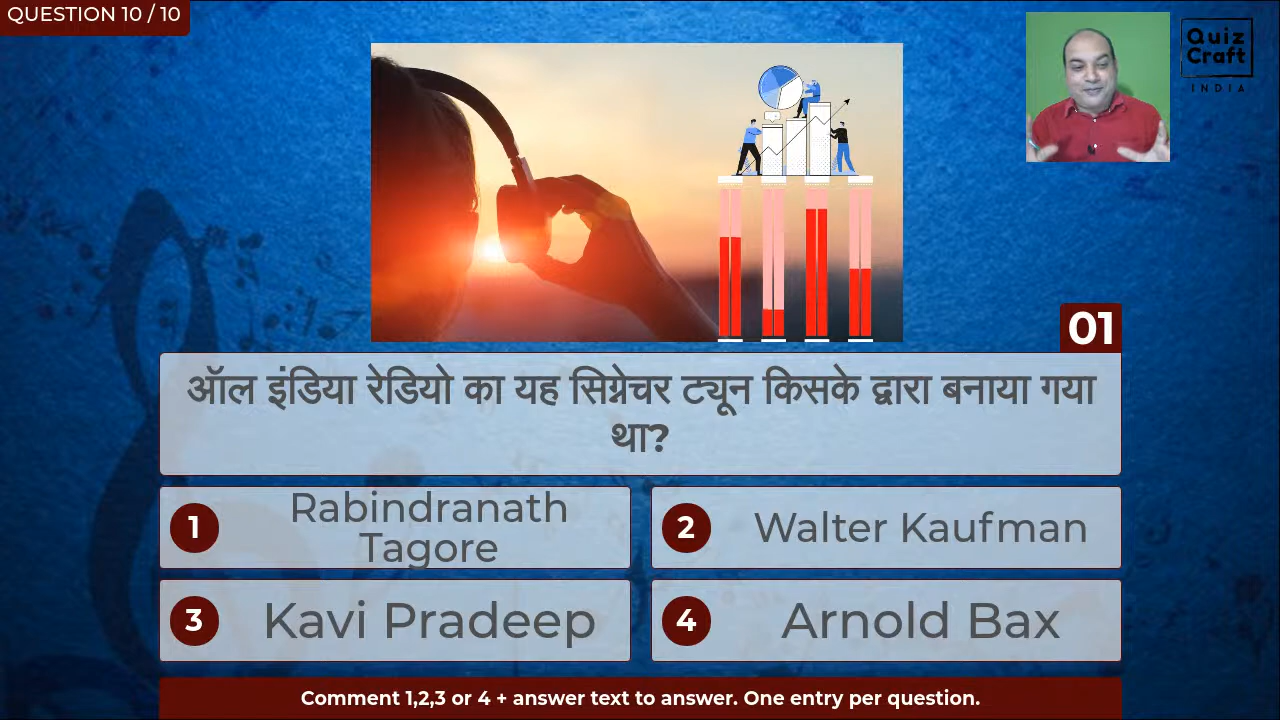 QUESTION 10 / 10
Quiz
Craft
INDIA
01
ऑल इंडिया रेडियो का यह सिग्नेचर ट्यून किसके द्वारा बनाया गया
था?
1 Rabindranath
Tagore
2 Walter Kaufman
3 Kavi Pradeep
4 Arnold Bax
Comment 1,2,3 or 4 + answer text to answer. One entry per question.